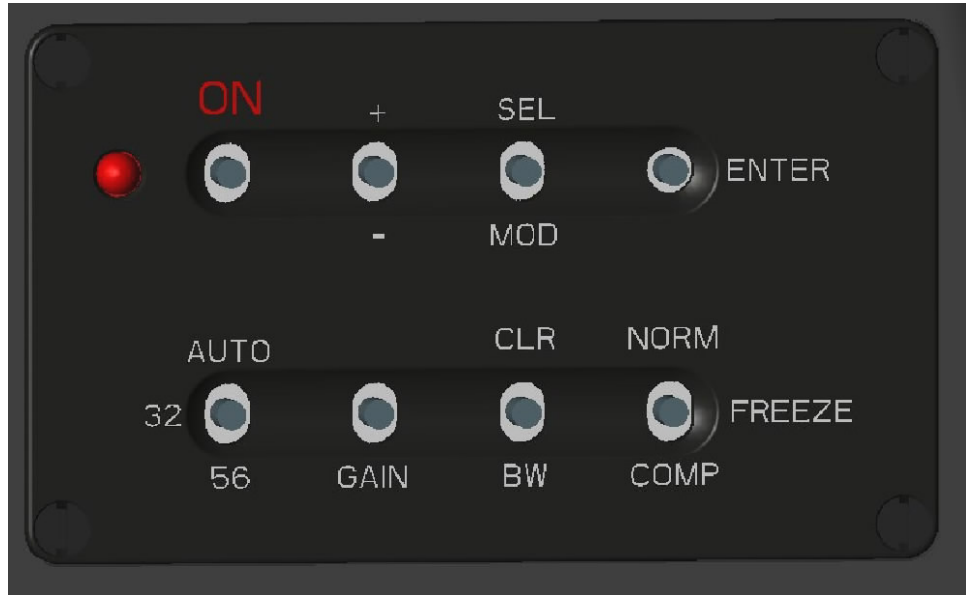 ON
+
SEL
ENTER
-
MOD
AUTO
CLR
NORM
32
FREEZE
56
GAIN
BW
COMP